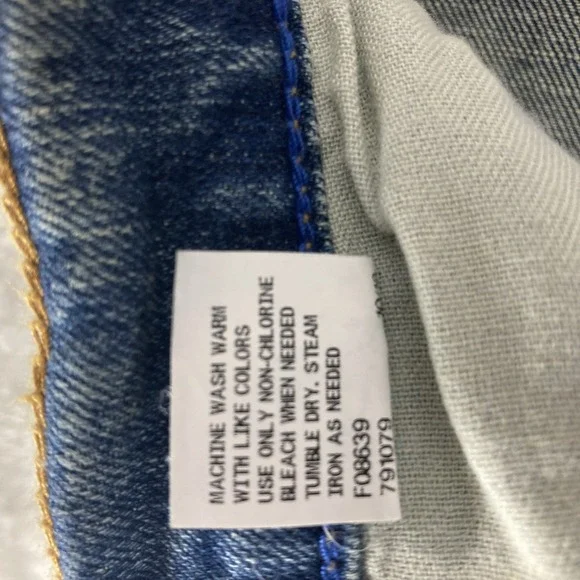 MACHINE WASH WARM
WITH LIKE COLORS
USE ONLY NON-CHLORINE
BLEACH WHEN NEEDED
TUMBLE DRY. STEAM
IRON AS NEEDED
F08639
791079